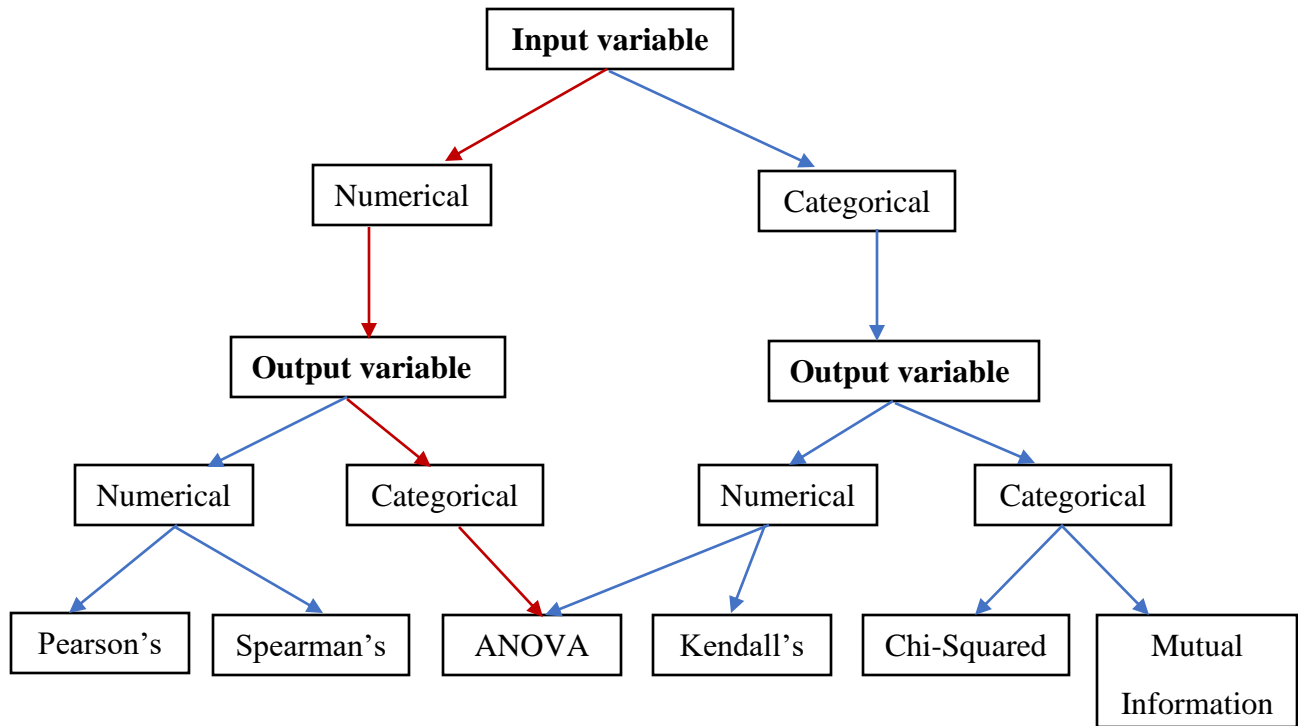 Input variable
Numerical
Categorical
Output variable
Output variable
Numerical
Categorical
Numerical
Categorical
Pearson’s
Spearman’s
ANOVA
Kendall’s
Chi-Squared
Mutual
Information